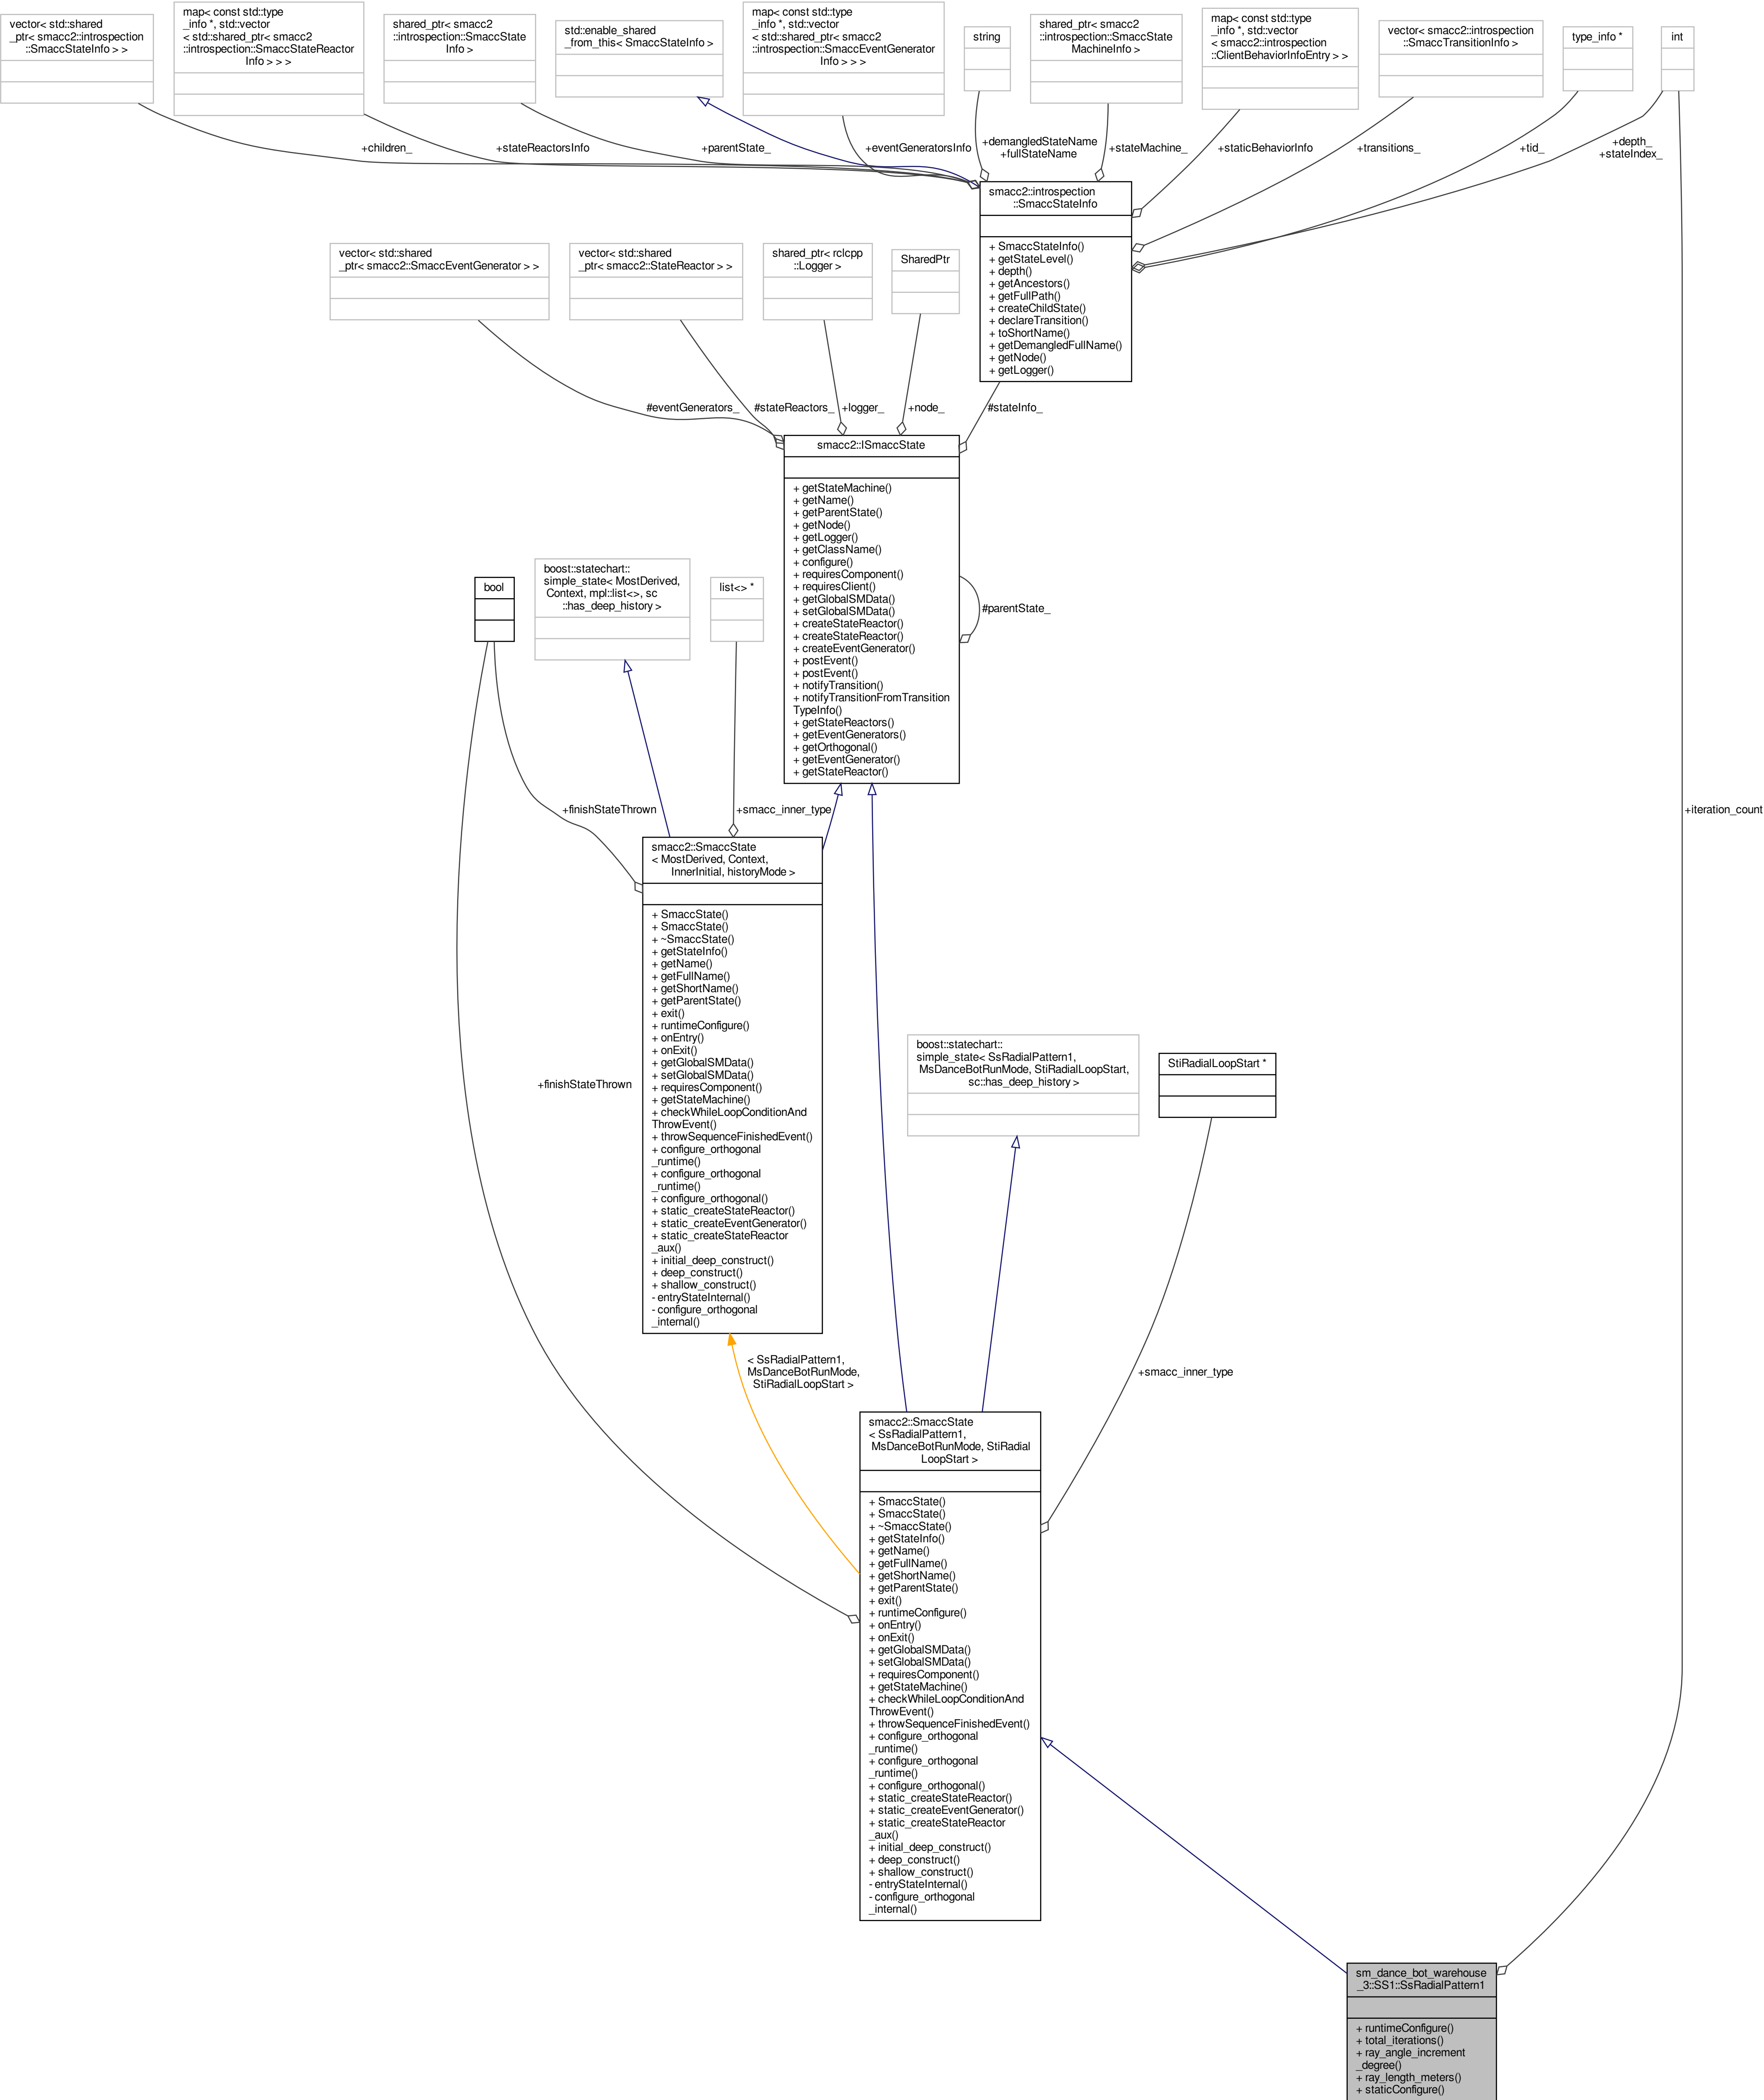 vector< std::shared
_ptr< smacc2::introspection
::SmaccStateInfo > >
map< const std::type
_info *, std::vector
< std::shared_ptr< smacc2
::introspection::SmaccStateReactor
Info > > >
shared_ptr< smacc2
::introspection::SmaccState
Info >
std::enable_shared
_from_this< SmaccStateInfo >
map< const std::type
_info *, std::vector
< std::shared_ptr< smacc2
::introspection::SmaccEventGenerator
Info > > >
string
shared_ptr< smacc2
::introspection::SmaccState
MachineInfo >
map< const std::type
_info *, std::vector
< smacc2::introspection
::ClientBehaviorInfoEntry > >
vector< smacc2::introspection
::SmaccTransitionInfo >
type_info *
int
+children_
+stateReactorsInfo
+parentState_
+eventGeneratorsInfo
+demangledStateName
+fullStateName
+stateMachine_
+staticBehaviorInfo
+transitions_
+tid_
+depth_
+stateIndex_
smacc2::introspection
::SmaccStateInfo
+ SmaccStateInfo()
+ getStateLevel()
+ depth()
+ getAncestors()
+ getFullPath()
+ createChildState()
+ declareTransition()
+ toShortName()
+ getDemangledFullName()
+ getNode()
+ getLogger()
vector< std::shared
_ptr< smacc2::SmaccEventGenerator > >
vector< std::shared
_ptr< smacc2::StateReactor > >
shared_ptr< rclcpp
::Logger >
SharedPtr
#eventGenerators_
#stateReactors_
+logger_
+node_
#stateInfo_
smacc2::ISmaccState
+ getStateMachine()
+ getName()
+ getParentState()
+ getNode()
+ getLogger()
+ getClassName()
+ configure()
+ requiresComponent()
+ requiresClient()
+ getGlobalSMData()
+ setGlobalSMData()
+ createStateReactor()
+ createStateReactor()
+ createEventGenerator()
+ postEvent()
+ postEvent()
+ notifyTransition()
+ notifyTransitionFromTransition
TypeInfo()
+ getStateReactors()
+ getEventGenerators()
+ getOrthogonal()
+ getEventGenerator()
+ getStateReactor()
#parentState_
bool
boost::statechart::
simple_state< MostDerived,
Context, mpl::list<>, sc
::has_deep_history >
list<> *
+finishStateThrown
+smacc_inner_type
+iteration_count
smacc2::SmaccState
< MostDerived, Context,
InnerInitial, historyMode >
+ SmaccState()
+ SmaccState()
+ ~SmaccState()
+ getStateInfo()
+ getName()
+ getFullName()
+ getShortName()
+ getParentState()
+ exit()
+ runtimeConfigure()
+ onEntry()
+ onExit()
+ getGlobalSMData()
+ setGlobalSMData()
+ requiresComponent()
+ getStateMachine()
+ checkWhileLoopConditionAnd
ThrowEvent()
+ throwSequenceFinishedEvent()
+ configure_orthogonal
_runtime()
+ configure_orthogonal
_runtime()
+ configure_orthogonal()
+ static_createStateReactor()
+ static_createEventGenerator()
+ static_createStateReactor
_aux()
+ initial_deep_construct()
+ deep_construct()
+ shallow_construct()
- entryStateInternal()
- configure_orthogonal
_internal()
+finishStateThrown
boost::statechart::
simple_state< SsRadialPattern1,
MsDanceBotRunMode, StiRadialLoopStart,
sc::has_deep_history >
StiRadialLoopStart *
< SsRadialPattern1,
MsDanceBotRunMode,
StiRadialLoopStart >
+smacc_inner_type
smacc2::SmaccState
< SsRadialPattern1,
MsDanceBotRunMode, StiRadial
LoopStart >
+ SmaccState()
+ SmaccState()
+ ~SmaccState()
+ getStateInfo()
+ getName()
+ getFullName()
+ getShortName()
+ getParentState()
+ exit()
+ runtimeConfigure()
+ onEntry()
+ onExit()
+ getGlobalSMData()
+ setGlobalSMData()
+ requiresComponent()
+ getStateMachine()
+ checkWhileLoopConditionAnd
ThrowEvent()
+ throwSequenceFinishedEvent()
+ configure_orthogonal
_runtime()
+ configure_orthogonal
_runtime()
+ configure_orthogonal()
+ static_createStateReactor()
+ static_createEventGenerator()
+ static_createStateReactor
_aux()
+ initial_deep_construct()
+ deep_construct()
+ shallow_construct()
- entryStateInternal()
- configure_orthogonal
_internal()
sm_dance_bot_warehouse
_3::SS1::SsRadialPattern1
+ runtimeConfigure()
+ total_iterations()
+ ray_angle_increment
_degree()
+ ray_length_meters()
+ staticConfigure()